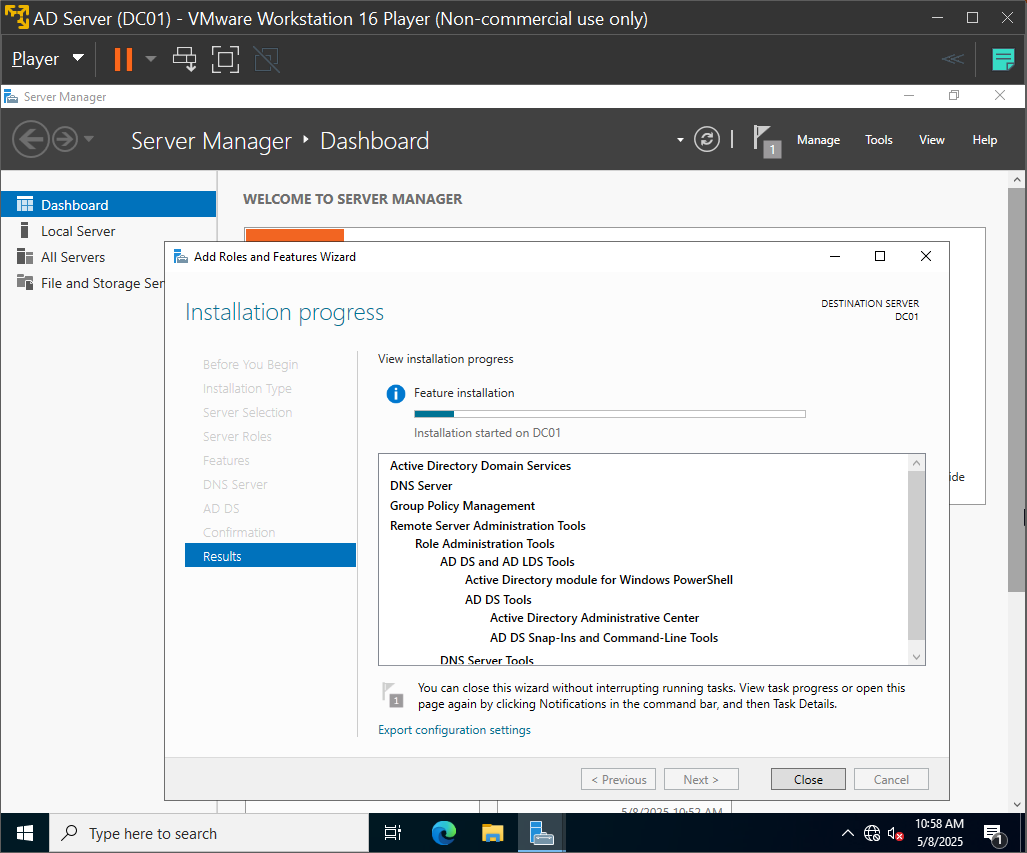 AD Server (DC01) - VMware Workstation 16 Player (Non-commercial use only)
Player
Server Manager
Server Manager ‣ Dashboard
1
Manage
Tools
View
Help
Dashboard
Local Server
All Servers
File and Storage Ser
WELCOME TO SERVER MANAGER
Add Roles and Features Wizard
Installation progress
DESTINATION SERVER
DC01
Before You Begin
Installation Type
Server Selection
Server Roles
Features
DNS Server
AD DS
Confirmation
Results
View installation progress
Feature installation
Installation started on DC01
Active Directory Domain Services
DNS Server
Group Policy Management
Remote Server Administration Tools
Role Administration Tools
AD DS and AD LDS Tools
Active Directory module for Windows PowerShell
AD DS Tools
Active Directory Administrative Center
AD DS Snap-Ins and Command-Line Tools
DNS Server Tools
ide
1
You can close this wizard without interrupting running tasks. View task progress or open this
page again by clicking Notifications in the command bar, and then Task Details.
Export configuration settings
< Previous
Next >
Close
Cancel
5/8/2025 10:52 AM
Type here to search
10:58 AM
5/8/2025
1